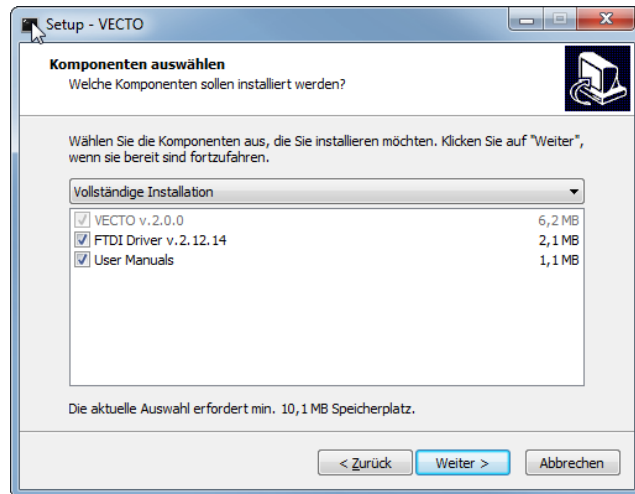 Setup - VECTO
Komponenten auswählen
Welche Komponenten sollen installiert werden?
Wählen Sie die Komponenten aus, die Sie installieren möchten. Klicken Sie auf "Weiter",
wenn sie bereit sind fortzufahren.
Vollständige Installation
VECTO v.2.0.0 6,2 MB
FTDI Driver v.2.12.14 2,1 MB
User Manuals 1,1 MB
Die aktuelle Auswahl erfordert min. 10,1 MB Speicherplatz.
< Zurück Weiter > Abbrechen